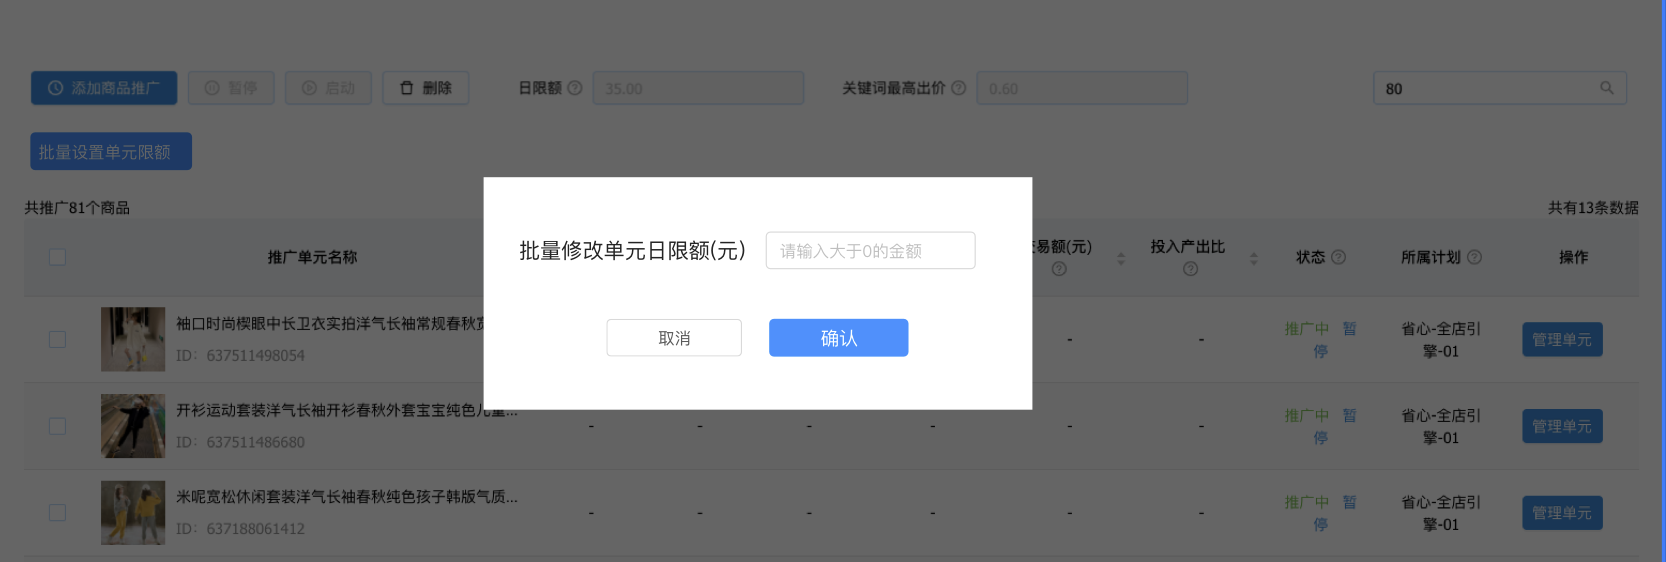 添加商品推广 暂停 启动 删除 日限额 35.00 关键词最高出价 0.60 80
批量设置单元限额
共推广81个商品 共有13条数据
批量修改单元日限额(元) 请输入大于0的金额
取消 确认
推广单元名称 易额(元) 投入产出比 状态 所属计划 操作
袖口时尚楔眼中长卫衣实拍洋气长袖常规春秋
ID: 637511498054
- - 推广中 暂停 省心-全店引擎-01 管理单元
开衫运动套装洋气长袖开衫春秋外套宝宝纯色儿童...
ID: 637511486680
- - - - - - 推广中 暂停 省心-全店引擎-01 管理单元
米呢宽松休闲套装洋气长袖春秋纯色孩子韩版气质...
ID: 637188061412
- - - - - - 推广中 暂停 省心-全店引擎-01 管理单元